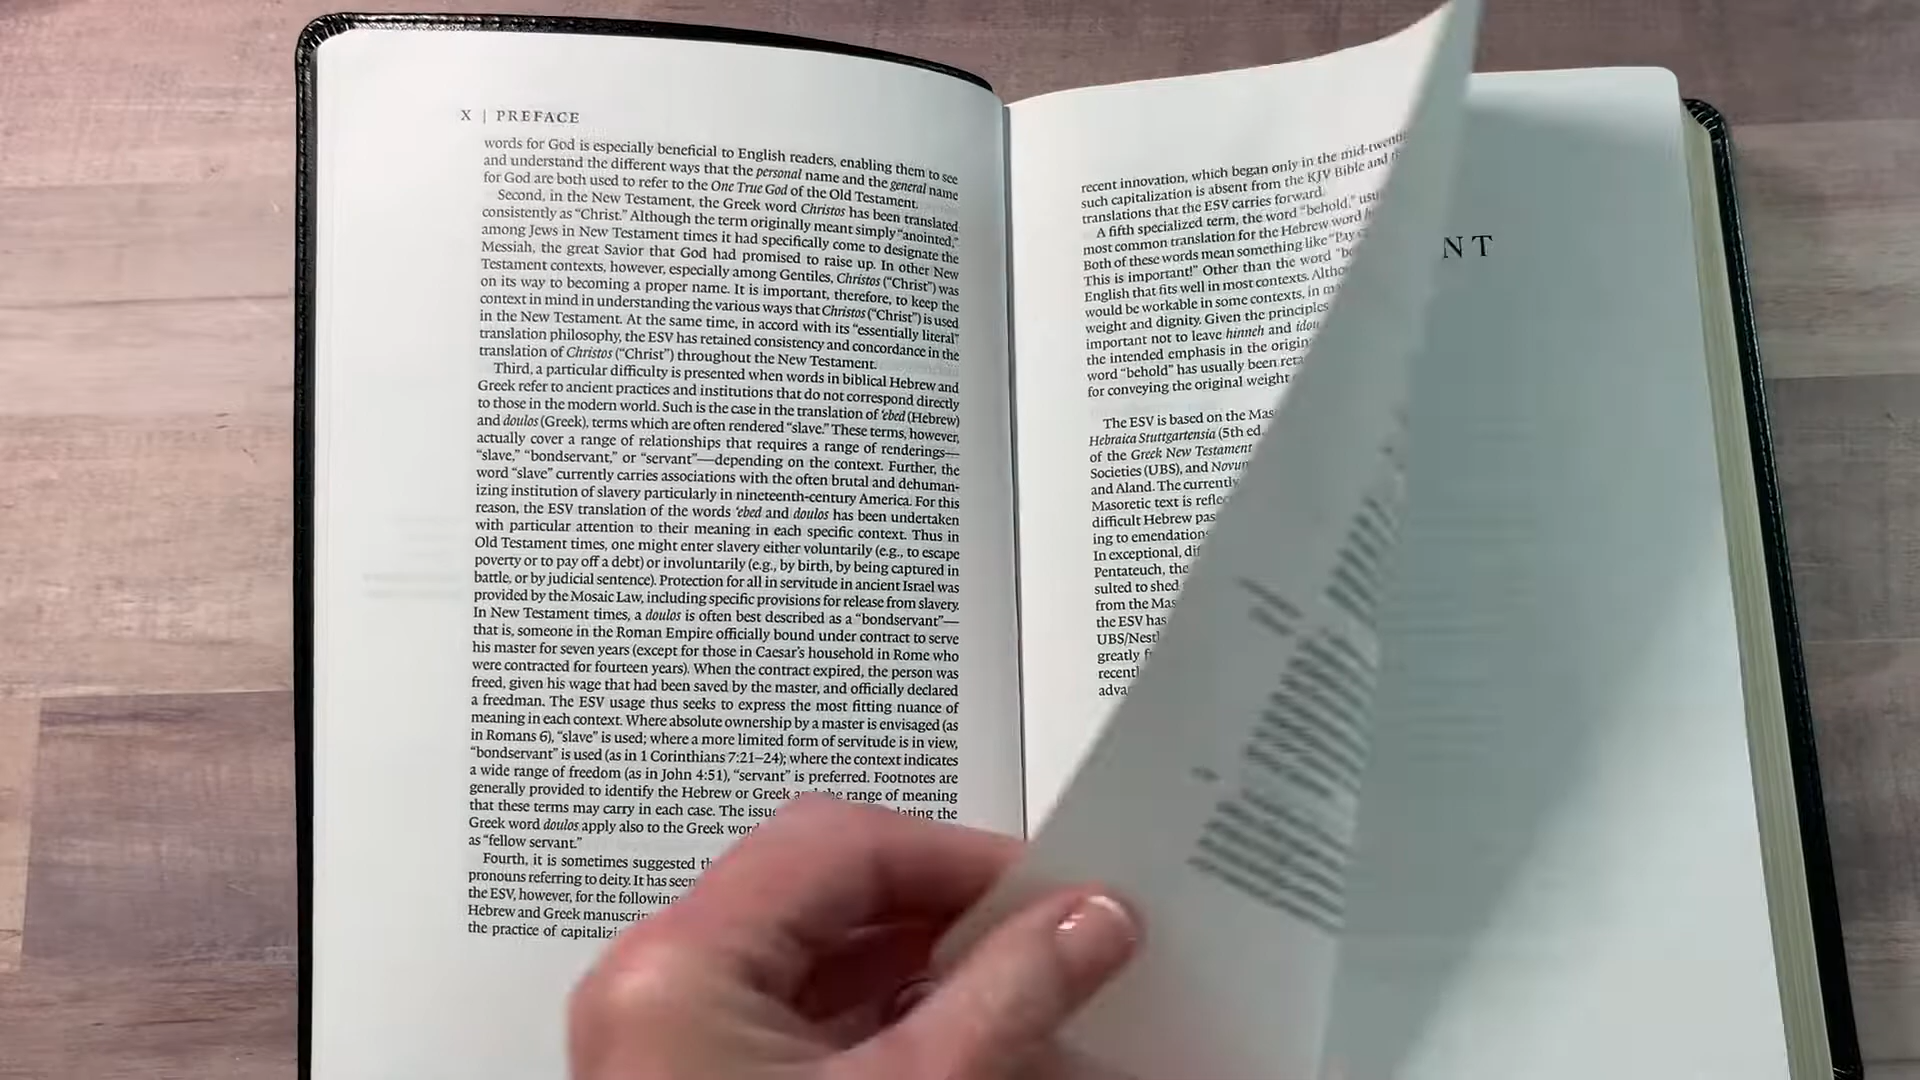 X | PREFACE
words for God is especially beneficial to English readers, enabling them to see
and understand the different ways that the personal name and the general name
for God are both used to refer to the One True God of the Old Testament.
Second, in the New Testament, the Greek word Christos has been translated
consistently as “Christ.” Although the term originally meant simply “anointed,”
among Jews in New Testament times it had specifically come to designate the
Messiah, the great Savior that God had promised to raise up. In other New
Testament contexts, however, especially among Gentiles, Christos (“Christ”) was
on its way to becoming a proper name. It is important, therefore, to keep the
context in mind in understanding the various ways that Christos (“Christ”) is used
in the New Testament. At the same time, in accord with its “essentially literal”
translation philosophy, the ESV has retained consistency and concordance in the
translation of Christos (“Christ”) throughout the New Testament.
Third, a particular difficulty is presented when words in biblical Hebrew and
Greek refer to ancient practices and institutions that do not correspond directly
to those in the modern world. Such is the case in the translation of ‘ebed (Hebrew)
and doulos (Greek), terms which are often rendered “slave.” These terms, however,
actually cover a range of relationships that requires a range of renderings—
“slave,” “bondservant,” or “servant”—depending on the context. Further, the
word “slave” currently carries associations with the often brutal and dehuman-
izing institution of slavery particularly in nineteenth-century America. For this
reason, the ESV translation of the words ‘ebed and doulos has been undertaken
with particular attention to their meaning in each specific context. Thus in
Old Testament times, one might enter slavery either voluntarily (e.g., to escape
poverty or to pay off a debt) or involuntarily (e.g., by birth, by being captured in
battle, or by judicial sentence). Protection for all in servitude in ancient Israel was
provided by the Mosaic Law, including specific provisions for release from slavery.
In New Testament times, a doulos is often best described as a “bondservant”—
that is, someone in the Roman Empire officially bound under contract to serve
his master for seven years (except for those in Caesar’s household in Rome who
were contracted for fourteen years). When the contract expired, the person was
freed, given his wage that had been saved by the master, and officially declared
a freedman. The ESV usage thus seeks to express the most fitting nuance of
meaning in each context. Where absolute ownership by a master is envisaged (as
in Romans 6), “slave” is used; where a more limited form of servitude is in view,
“bondservant” is used (as in 1 Corinthians 7:21–24); where the context indicates
a wide range of freedom (as in John 4:51), “servant” is preferred. Footnotes are
generally provided to identify the Hebrew or Greek and the range of meaning
that these terms may carry in each case. The the
Greek word doulos apply also to the Greek
as “fellow servant.”
Fourth, it is sometimes suggested
pronouns referring to deity. It has
the ESV, however, for the following
Hebrew and Greek
the practice of
recent innovation, which began only in the
such capitalization is absent from the KJV Bible and
translations that the ESV carries forward.
A fifth specialized term, the word “behold,”
most common translation for the Hebrew word
Both of these words mean something like “Pay
This is important!” Other than the word
English that fits well in most contexts.
would be workable in some contexts, in
weight and dignity. Given the principles
important not to leave hinneh and
the intended emphasis in the
word “behold” has usually been
for conveying the original weight
The ESV is based on the
Hebraica Stuttgartensia (5th ed.
of the Greek New Testament
Societies (UBS), and
and Aland. The currently
Masoretic text is
difficult Hebrew
ing to emendations
In exceptional,
Pentateuch, the
sulted to shed
from the
the ESV has
greatly
NT